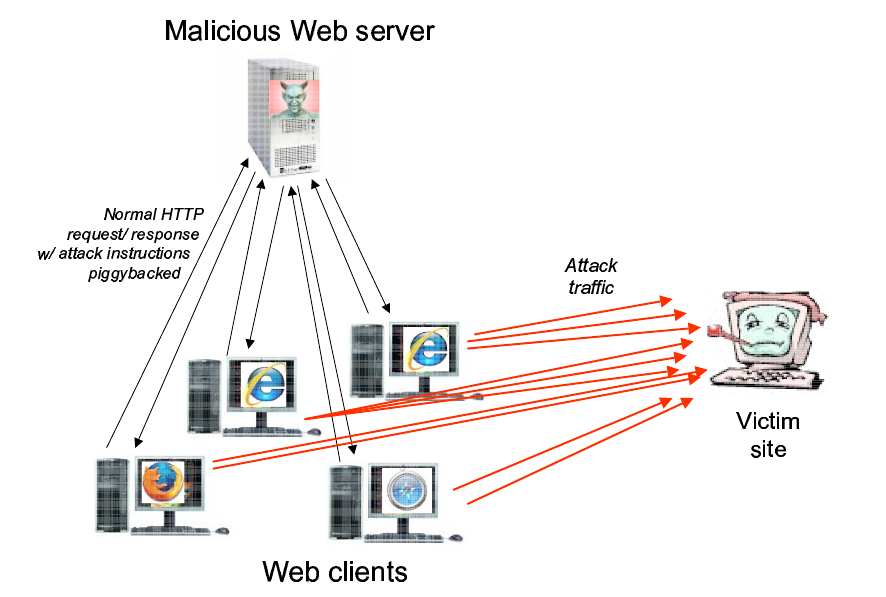 Malicious Web server
Normal HTTP
request/ response
w/ attack instructions
piggybacked
Attack
traffic
Victim
site
Web clients